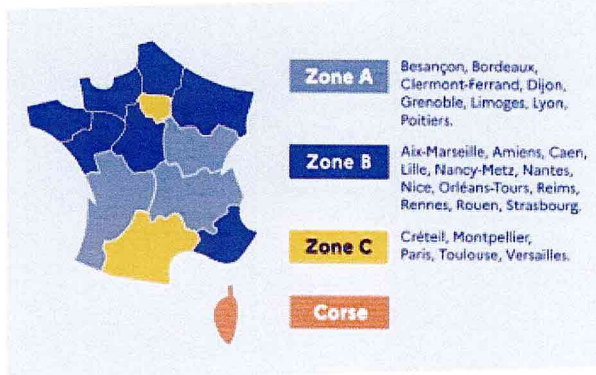 Zone A
Besançon, Bordeaux,
Clermont-Ferrand, Dijon,
Grenoble, Limoges, Lyon,
Poitiers.
Zone B
Aix-Marseille, Amiens, Caen,
Lille, Nancy-Metz, Nantes,
Nice, Orléans-Tours, Reims,
Rennes, Rouen, Strasbourg.
Zone C
Créteil, Montpellier,
Paris, Toulouse, Versailles.
Corse